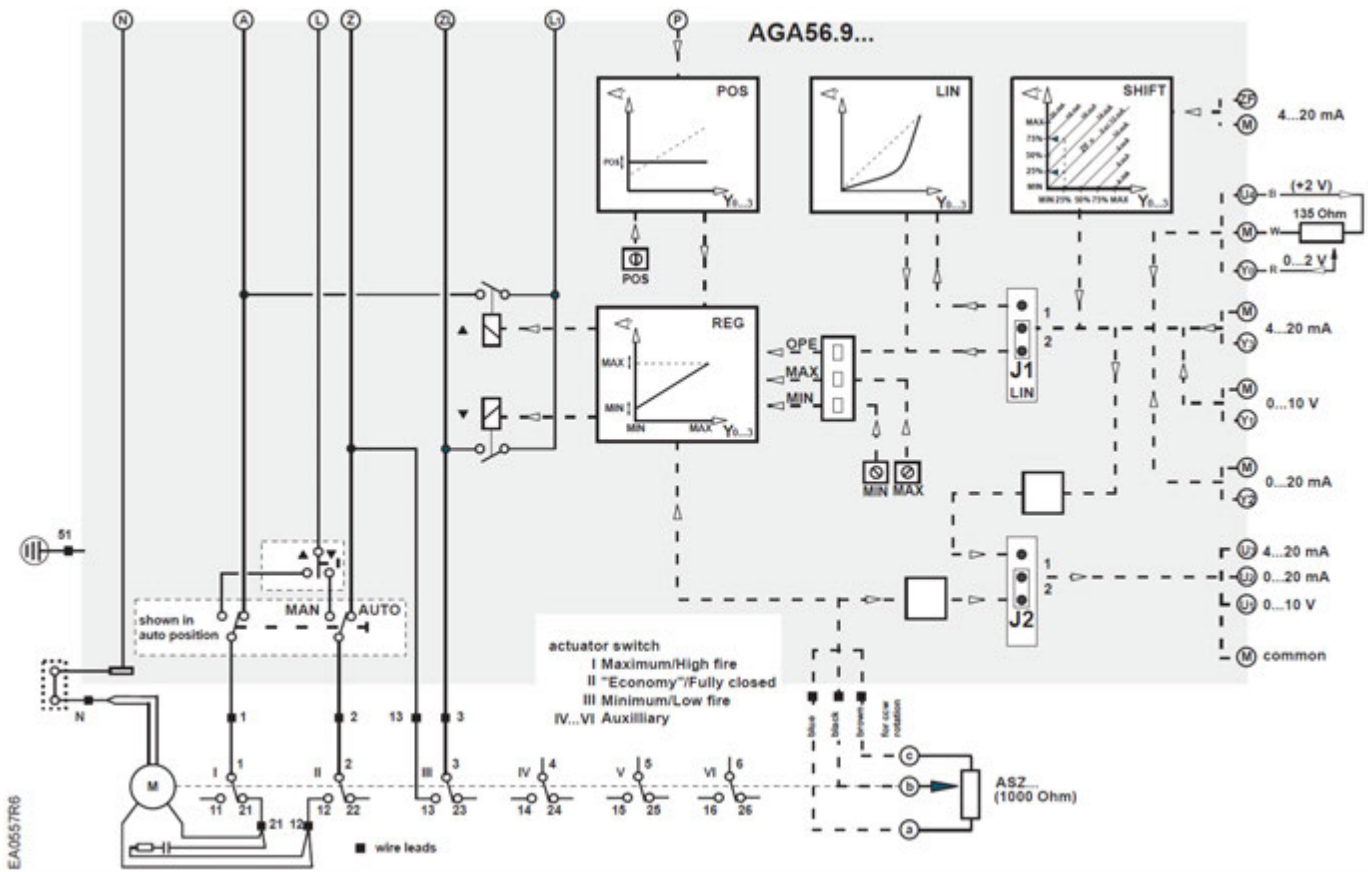 N A L Z ZL L1 P
AGA56.9...
POS
POS
Y0...3
LIN
Y0...3
SHIFT
MAX
75%
50%
25%
MIN
MIN 25% 50% 75% MAX Y0...3
ZF
M
4...20 mA
U4 B (+2 V)
135 Ohm
M W
Y0 R 0...2 V
POS
REG
MAX
MIN
MIN MAX Y0...3
OPE
MAX
MIN
MIN MAX
1
2
J1
LIN
M
4...20 mA
Y3
M
0...10 V
Y1
M
0...20 mA
Y2
1
2
J2
U3 4...20 mA
U2 0...20 mA
U1 0...10 V
M common
51
MAN AUTO
shown in
auto position
actuator switch
I Maximum/High fire
II "Economy"/Fully closed
III Minimum/Low fire
IV...VI Auxilliary
blue
black
brown
for ccw
rotation
N
1 2 13 3
M
I 1 II 2 III 3 IV 4 V 5 VI 6
11 21 12 22 13 23 14 24 15 25 16 26
21 12
wire leads
c
b
a
ASZ...
(1000 Ohm)
EA0557R6